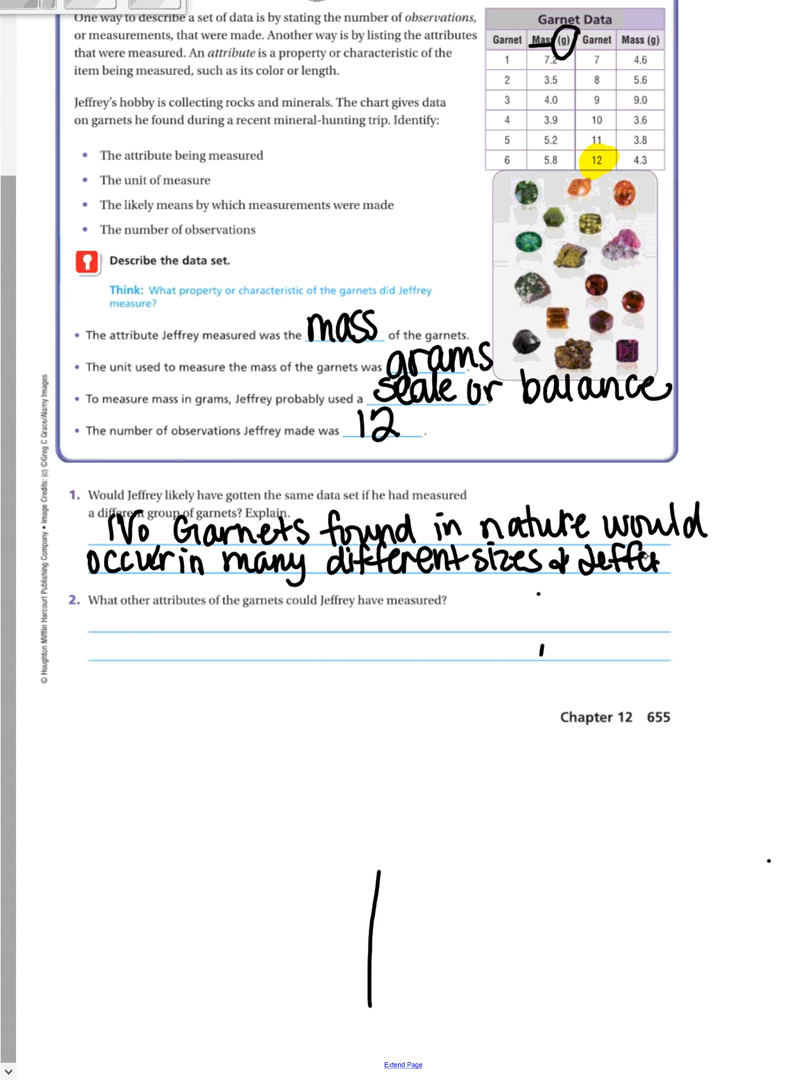 One way to describe a set of data is by stating the number of observations,
or measurements, that were made. Another way is by listing the attributes
that were measured. An attribute is a property or characteristic of the
item being measured, such as its color or length.
Jeffrey's hobby is collecting rocks and minerals. The chart gives data
on garnets he found during a recent mineral-hunting trip. Identify:
• The attribute being measured
• The unit of measure
• The likely means by which measurements were made
• The number of observations
Garnet Data
Garnet Mass (g) Garnet Mass (g)
1 7.2 7 4.6
2 3.5 8 5.6
3 4.0 9 9.0
4 3.9 10 3.6
5 5.2 11 3.8
6 5.8 12 4.3
Describe the data set.
Think: What property or characteristic of the garnets did Jeffrey
measure?
• The attribute Jeffrey measured was the mass of the garnets.
• The unit used to measure the mass of the garnets was grams.
• To measure mass in grams, Jeffrey probably used a scale or balance
• The number of observations Jeffrey made was 12.
1. Would Jeffrey likely have gotten the same data set if he had measured
a different group of garnets? Explain.
No Garnets found in nature would
occur in many different sizes & Jeffer
2. What other attributes of the garnets could Jeffrey have measured?
Chapter 12 655
© Houghton Mifflin Harcourt Publishing Company • Image Credits: (c) ©Greg C Grace/Alamy Images
Extend Page